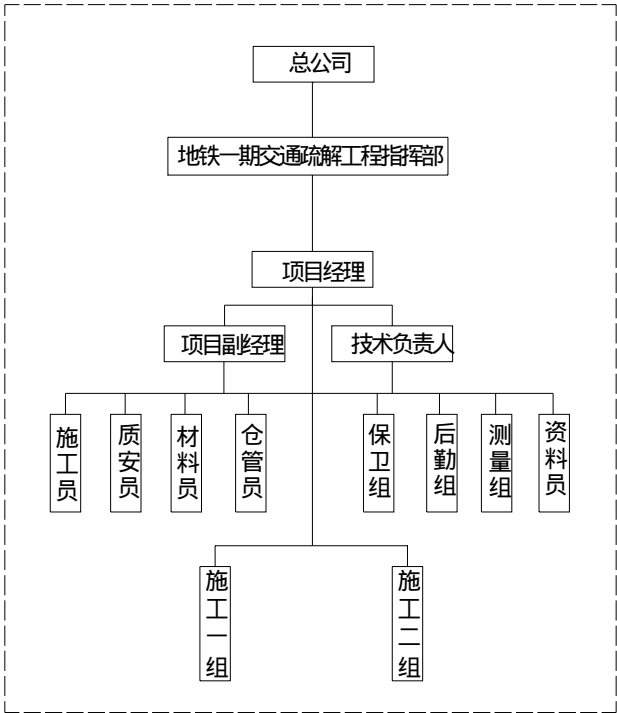 总公司
地铁一期交通疏解工程指挥部
项目经理
项目副经理
技术负责人
施工员
质安员
材料员
仓管员
保卫组
后勤组
测量组
资料员
施工一组
施工二组